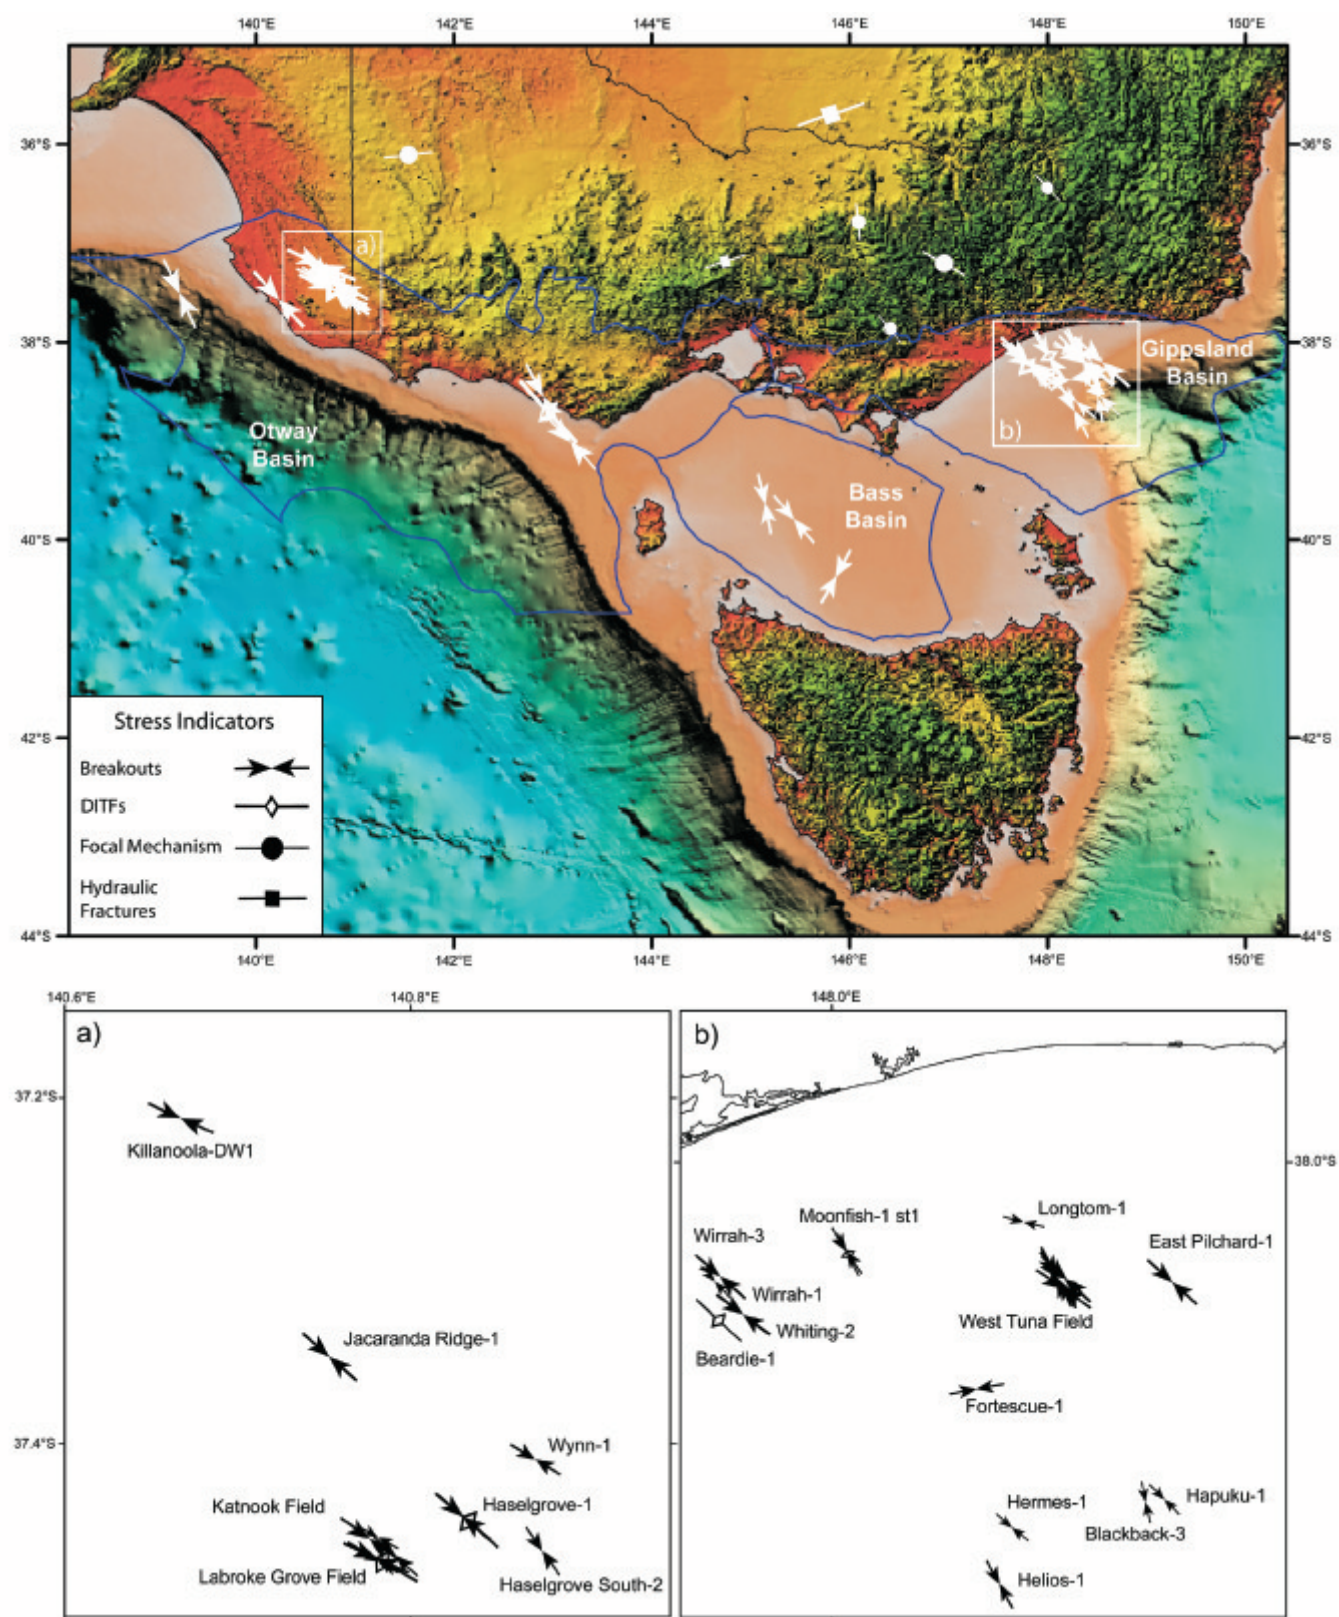 140°E 142°E 144°E 146°E 148°E 150°E
36°S 36°S
a)
38°S 38°S
Gippsland
Basin
b)
Otway
Basin
Bass
Basin
40°S 40°S
Stress Indicators
Breakouts
DITFs
Focal Mechanism
Hydraulic
Fractures
42°S 42°S
44°S 44°S
140°E 142°E 144°E 146°E 148°E 150°E
140.6°E 140.8°E
a)
37.2°S
Killanoola-DW1
Jacaranda Ridge-1
37.4°S
Wynn-1
Katnook Field
Haselgrove-1
Labroke Grove Field
Haselgrove South-2
148.0°E
b)
38.0°S
Moonfish-1 st1
Longtom-1
Wirrah-3
East Pilchard-1
Wirrah-1
West Tuna Field
Whiting-2
Beardie-1
Fortescue-1
Hermes-1
Hapuku-1
Blackback-3
Helios-1